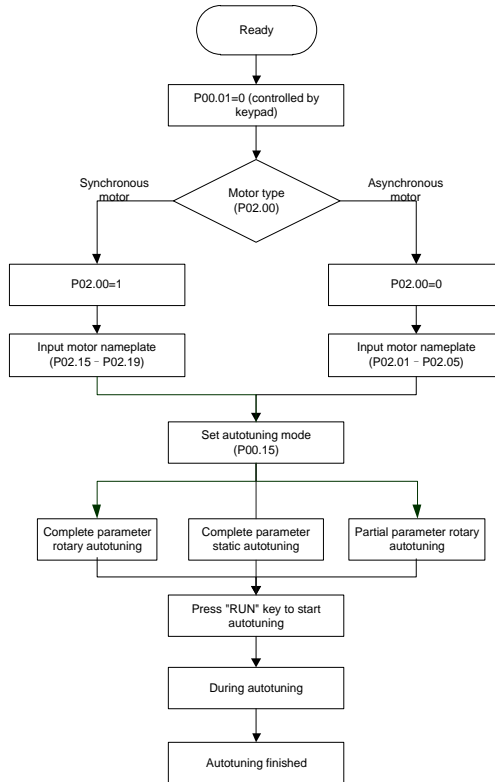 Ready
P00.01=0 (controlled by
keypad)
Synchronous
motor
Motor type
(P02.00)
Asynchronous
motor
P02.00=1
P02.00=0
Input motor nameplate
(P02.15－P02.19)
Input motor nameplate
(P02.01－P02.05)
Set autotuning mode
(P00.15)
Complete parameter
rotary autotuning
Complete parameter
static autotuning
Partial parameter rotary
autotuning
Press "RUN" key to start
autotuning
During autotuning
Autotuning finished